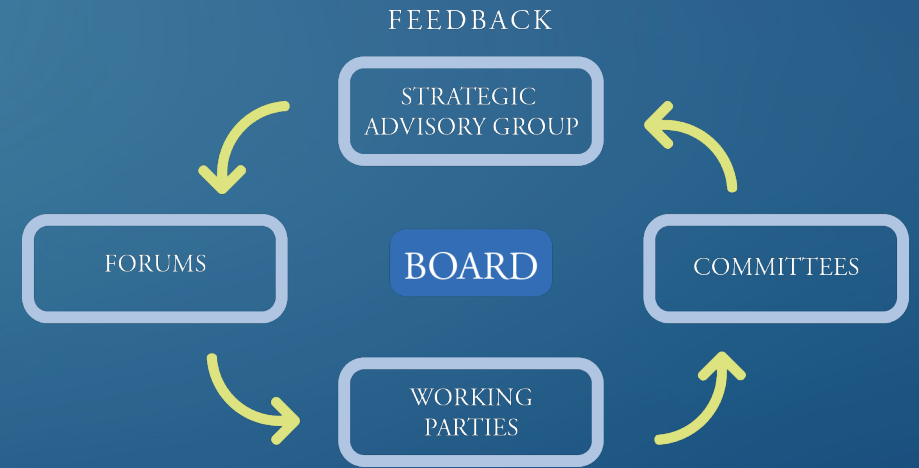 FEEDBACK
STRATEGIC
ADVISORY GROUP
FORUMS
BOARD
COMMITTEES
WORKING
PARTIES